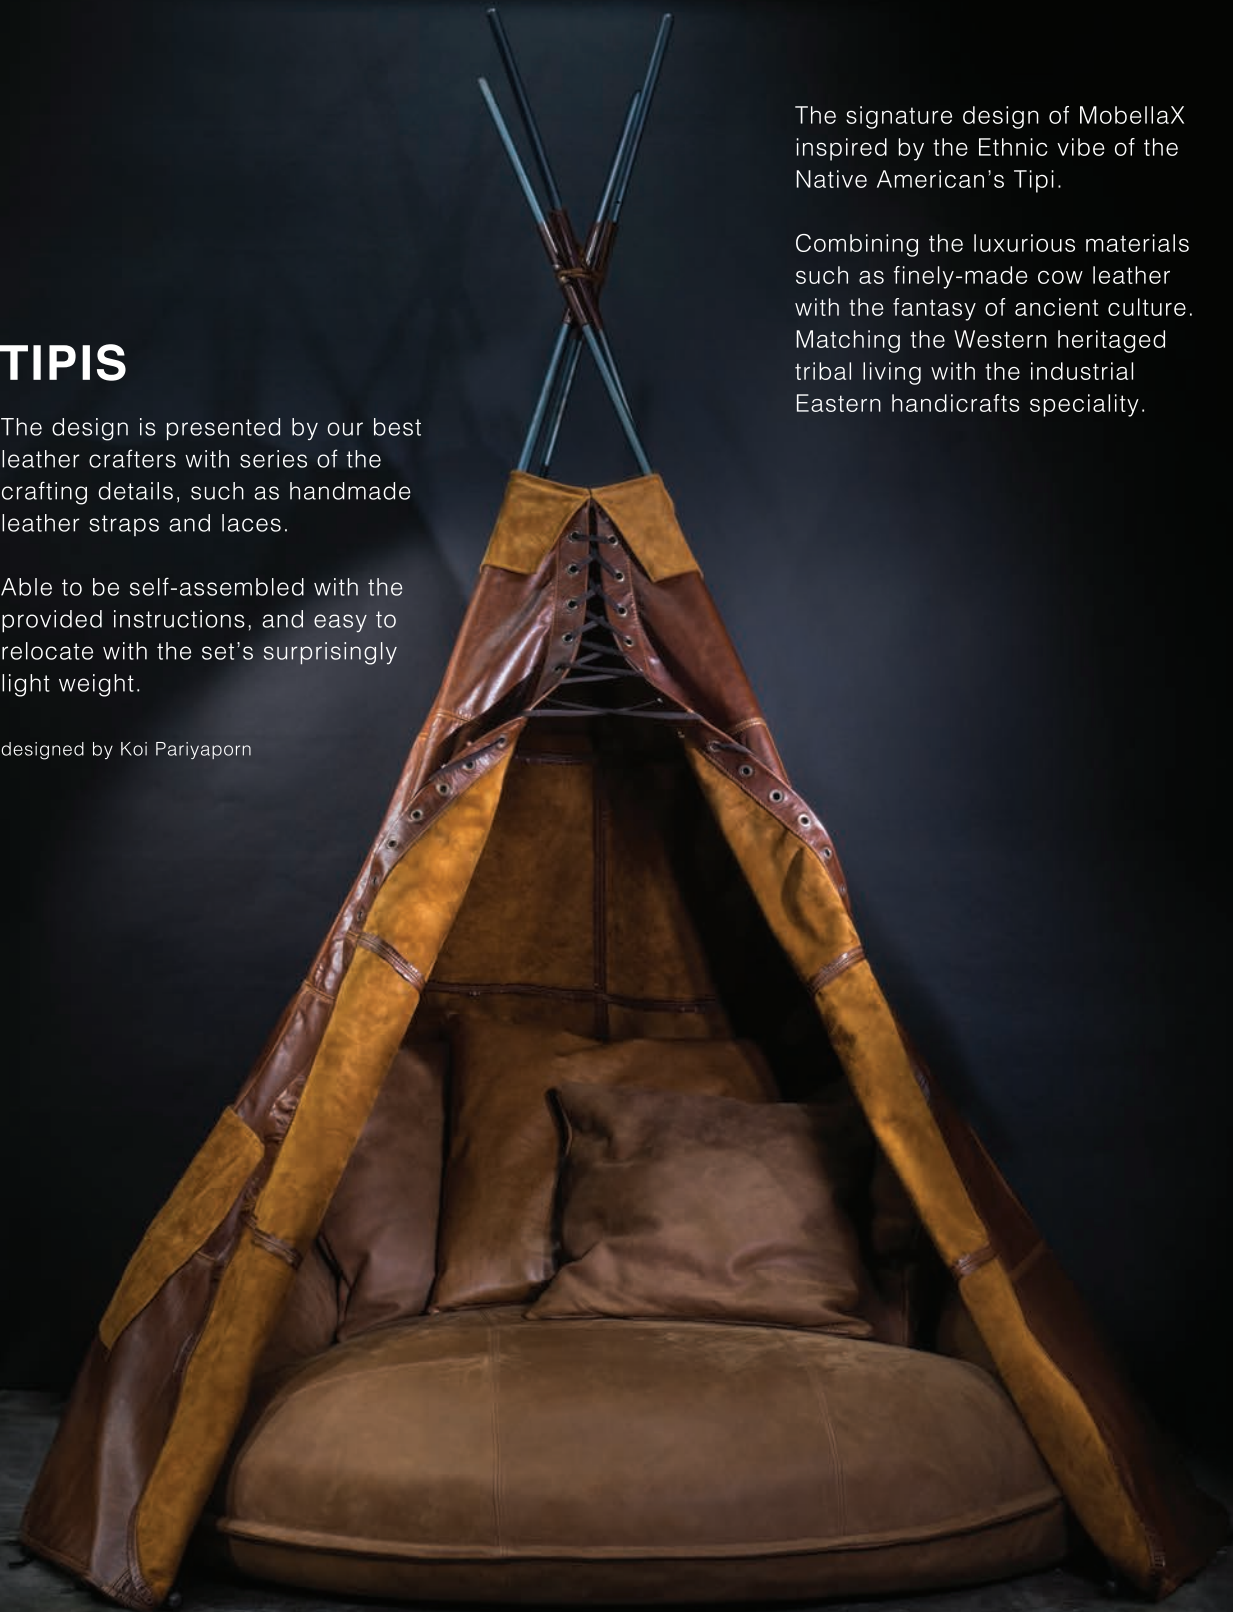 TIPIS
The design is presented by our best
leather crafters with series of the
crafting details, such as handmade
leather straps and laces.
Able to be self-assembled with the
provided instructions, and easy to
relocate with the set's surprisingly
light weight.
designed by Koi Pariyaporn
The signature design of MobellaX
inspired by the Ethnic vibe of the
Native American's Tipi.
Combining the luxurious materials
such as finely-made cow leather
with the fantasy of ancient culture.
Matching the Western heritaged
tribal living with the industrial
Eastern handicrafts speciality.